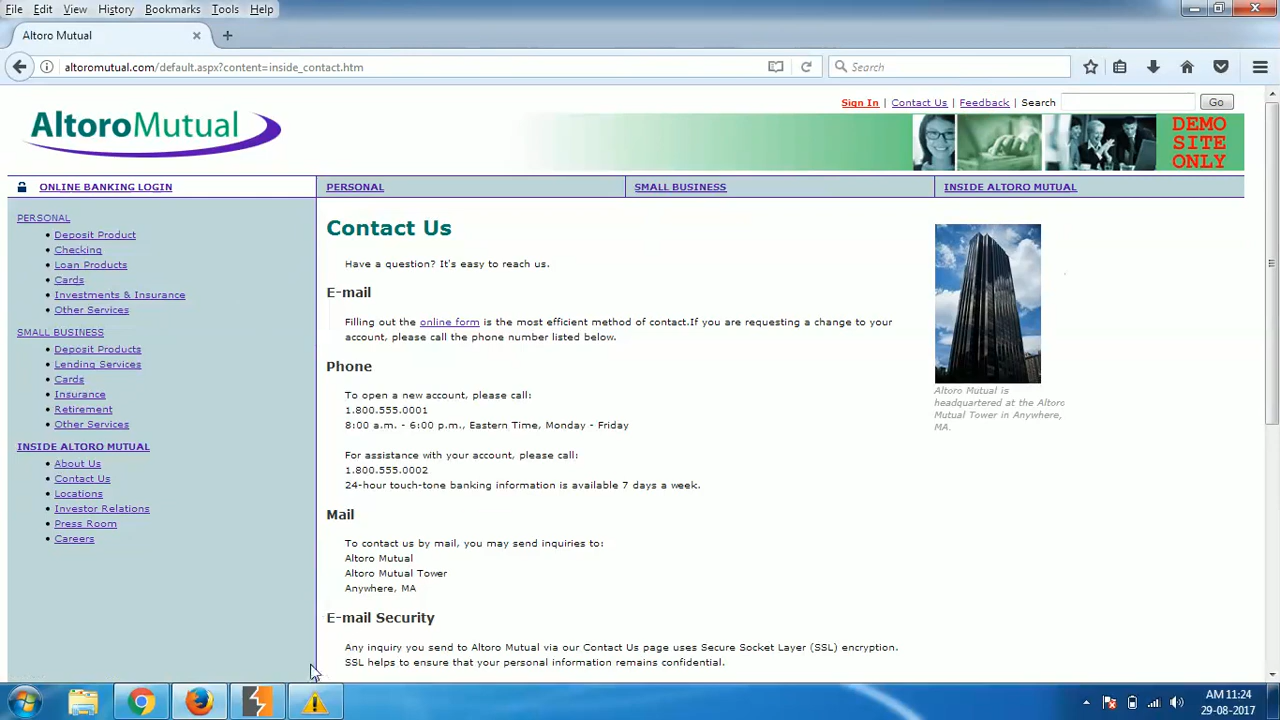 File Edit View History Bookmarks Tools Help
Altoro Mutual
altoromutual.com/default.aspx?content=inside_contact.htm
Search
Sign In | Contact Us | Feedback | Search
Go
AltoroMutual
DEMO
SITE
ONLY
ONLINE BANKING LOGIN
PERSONAL
SMALL BUSINESS
INSIDE ALTORO MUTUAL
PERSONAL
Deposit Product
Checking
Loan Products
Cards
Investments & Insurance
Other Services
SMALL BUSINESS
Deposit Products
Lending Services
Cards
Insurance
Retirement
Other Services
INSIDE ALTORO MUTUAL
About Us
Contact Us
Locations
Investor Relations
Press Room
Careers
Contact Us
Have a question? It's easy to reach us.
E-mail
Filling out the online form is the most efficient method of contact.If you are requesting a change to your
account, please call the phone number listed below.
Phone
To open a new account, please call:
1.800.555.0001
8:00 a.m. - 6:00 p.m., Eastern Time, Monday - Friday
For assistance with your account, please call:
1.800.555.0002
24-hour touch-tone banking information is available 7 days a week.
Mail
To contact us by mail, you may send inquiries to:
Altoro Mutual
Altoro Mutual Tower
Anywhere, MA
E-mail Security
Any inquiry you send to Altoro Mutual via our Contact Us page uses Secure Socket Layer (SSL) encryption.
SSL helps to ensure that your personal information remains confidential.
Altoro Mutual is
headquartered at the Altoro
Mutual Tower in Anywhere,
MA.
AM 11:24
29-08-2017